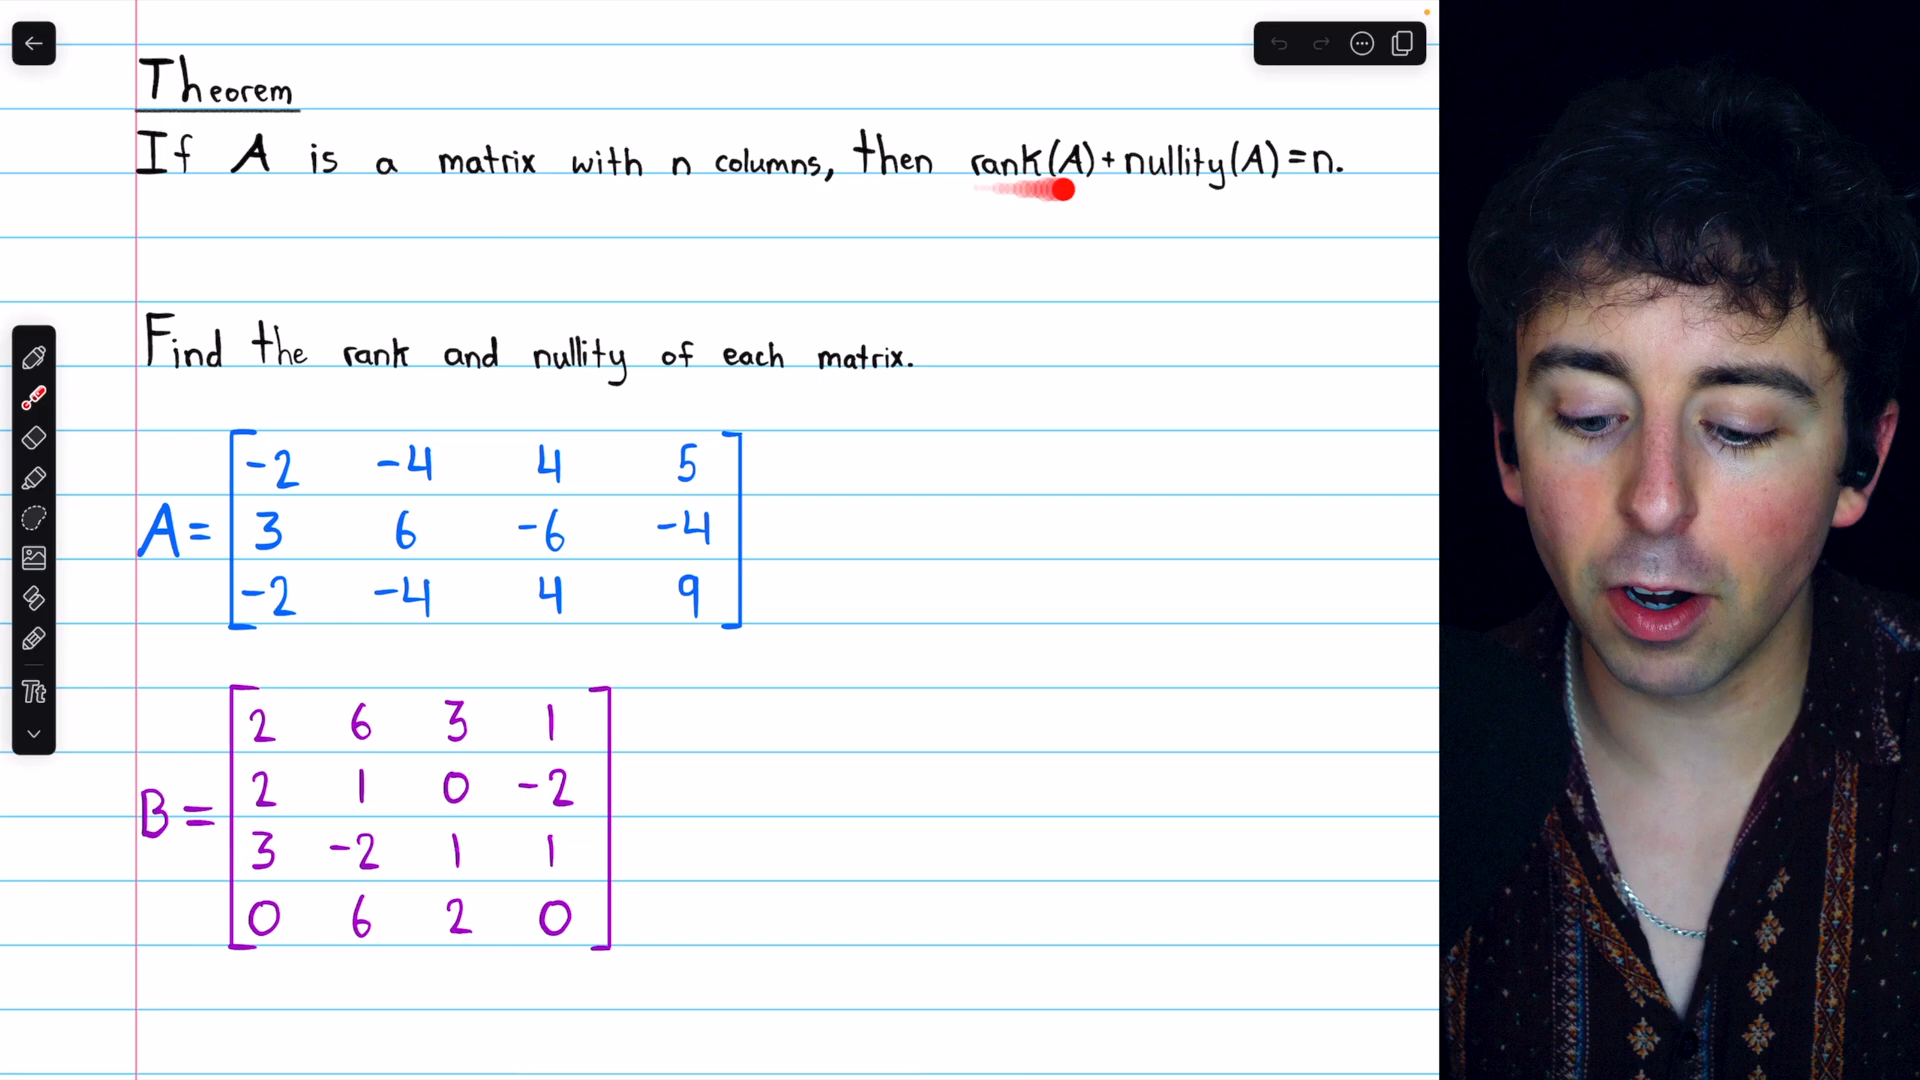 Theorem
If A is a matrix with n columns, then rank(A)+nullity(A)=n.
Find the rank and nullity of each matrix.
-2 -4 4 5
A= 3 6 -6 -4
-2 -4 4 9
2 6 3 1
2 1 0 -2
B=
3 -2 1 1
0 6 2 0
Tt